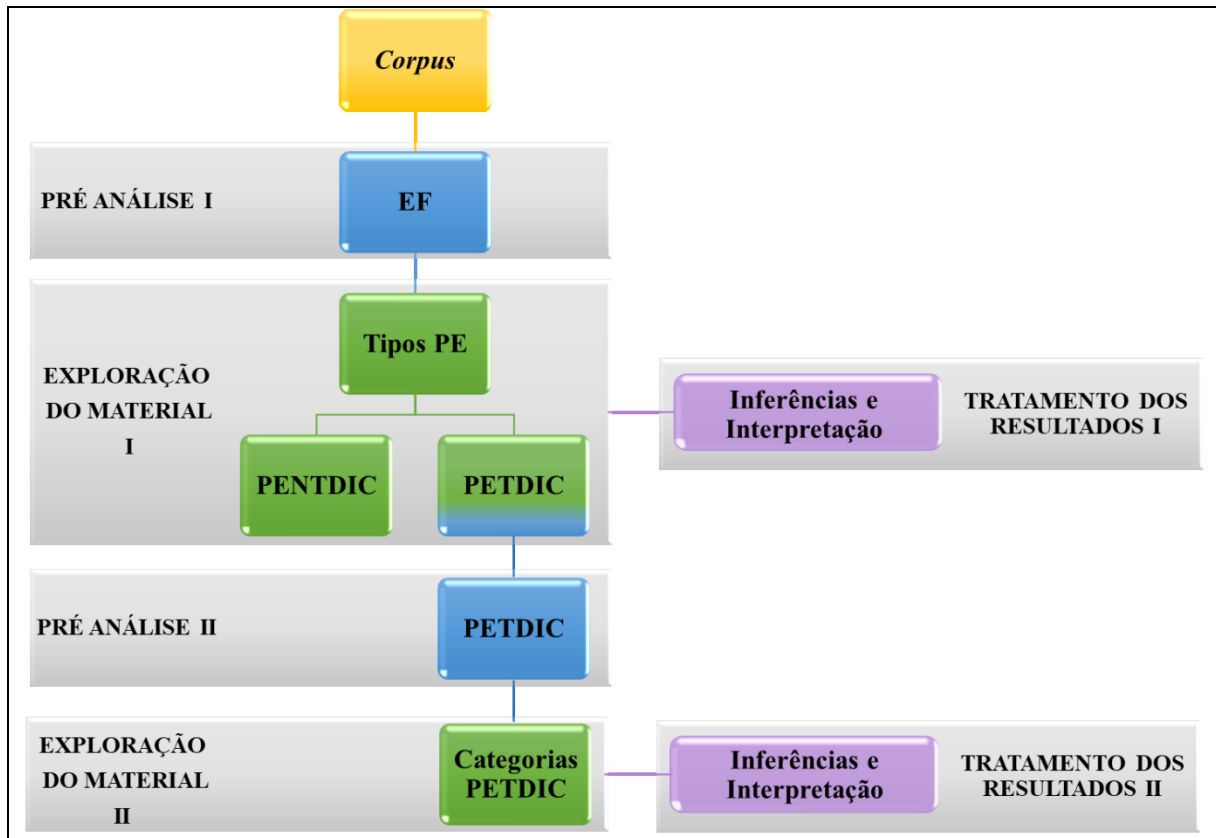 Corpus
PRÉ ANÁLISE I
EF
EXPLORAÇÃO
DO MATERIAL
I
Tipos PE
PENTDIC
PETDIC
Inferências e
Interpretação
TRATAMENTO DOS
RESULTADOS I
PRÉ ANÁLISE II
PETDIC
EXPLORAÇÃO
DO MATERIAL
II
Categorias
PETDIC
Inferências e
Interpretação
TRATAMENTO DOS
RESULTADOS II